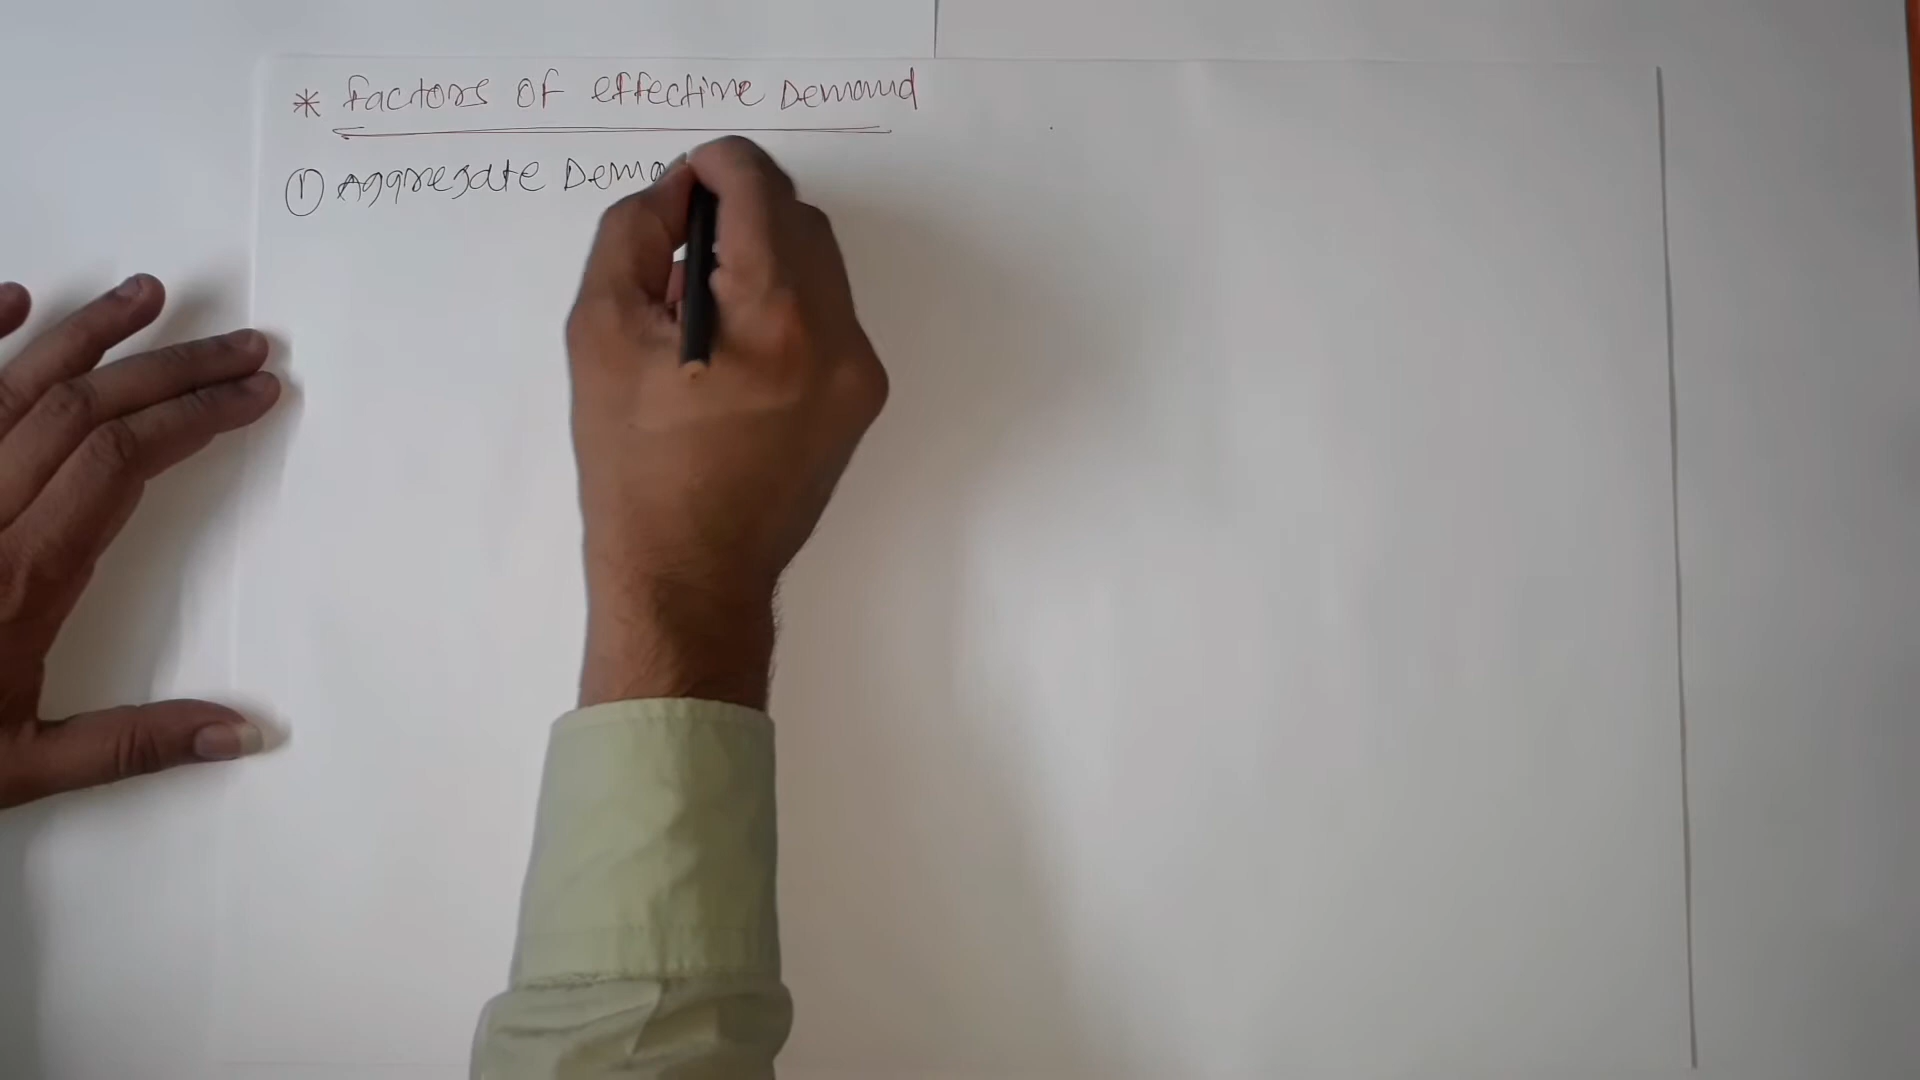 * Factors of effective Demand
① Aggregate Dema